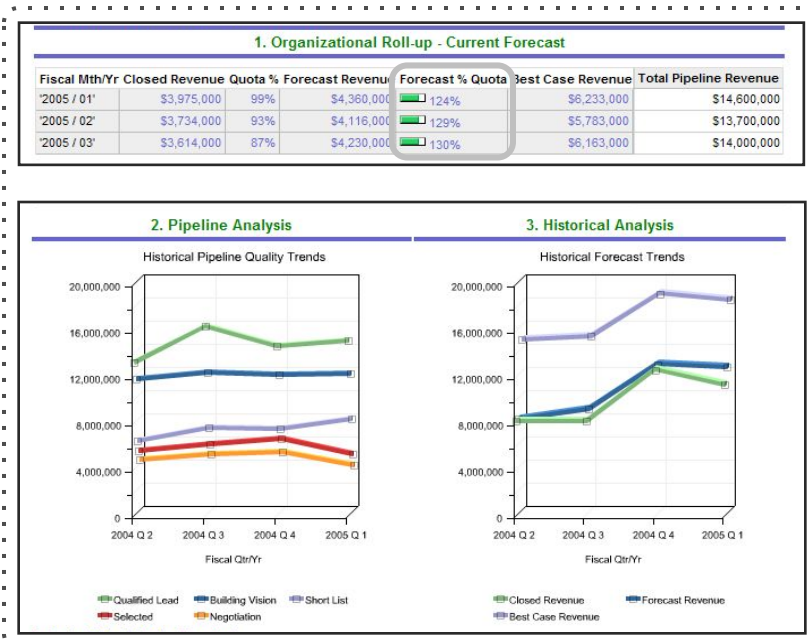 1. Organizational Roll-up - Current Forecast
Fiscal Mth/Yr Closed Revenue Quota % Forecast Revenue Forecast % Quota Best Case Revenue Total Pipeline Revenue
'2005 / 01' $3,975,000 99% $4,360,000 124% $6,233,000 $14,600,000
'2005 / 02' $3,734,000 93% $4,116,000 129% $5,783,000 $13,700,000
'2005 / 03' $3,614,000 87% $4,230,000 130% $6,163,000 $14,000,000
2. Pipeline Analysis
Historical Pipeline Quality Trends
20,000,000
16,000,000
12,000,000
8,000,000
4,000,000
0
2004 Q 2 2004 Q 3 2004 Q 4 2005 Q 1
Fiscal Qtr/Yr
Qualified Lead Building Vision Short List
Selected Negotiation
3. Historical Analysis
Historical Forecast Trends
20,000,000
16,000,000
12,000,000
8,000,000
4,000,000
0
2004 Q 2 2004 Q 3 2004 Q 4 2005 Q 1
Fiscal Qtr/Yr
Closed Revenue Forecast Revenue
Best Case Revenue